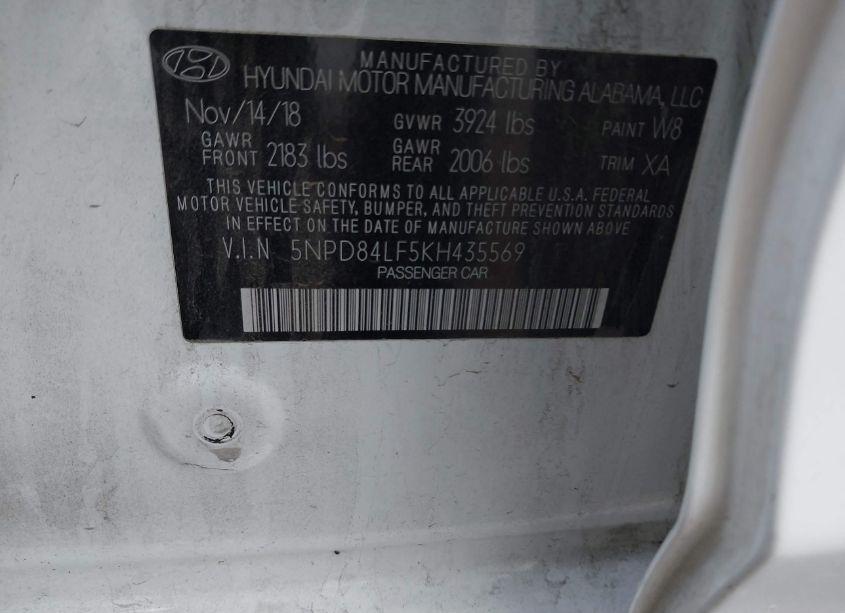 MANUFACTURED BY
HYUNDAI MOTOR MANUFACTURING ALABAMA, LLC
Nov/14/18 GVWR 3924 lbs PAINT W8
GAWR FRONT 2183 lbs GAWR REAR 2006 lbs TRIM XA
THIS VEHICLE CONFORMS TO ALL APPLICABLE U.S.A. FEDERAL
MOTOR VEHICLE SAFETY, BUMPER, AND THEFT PREVENTION STANDARDS
IN EFFECT ON THE DATE OF MANUFACTURE SHOWN ABOVE.
V.I.N 5NPD84LF5KH435569
PASSENGER CAR